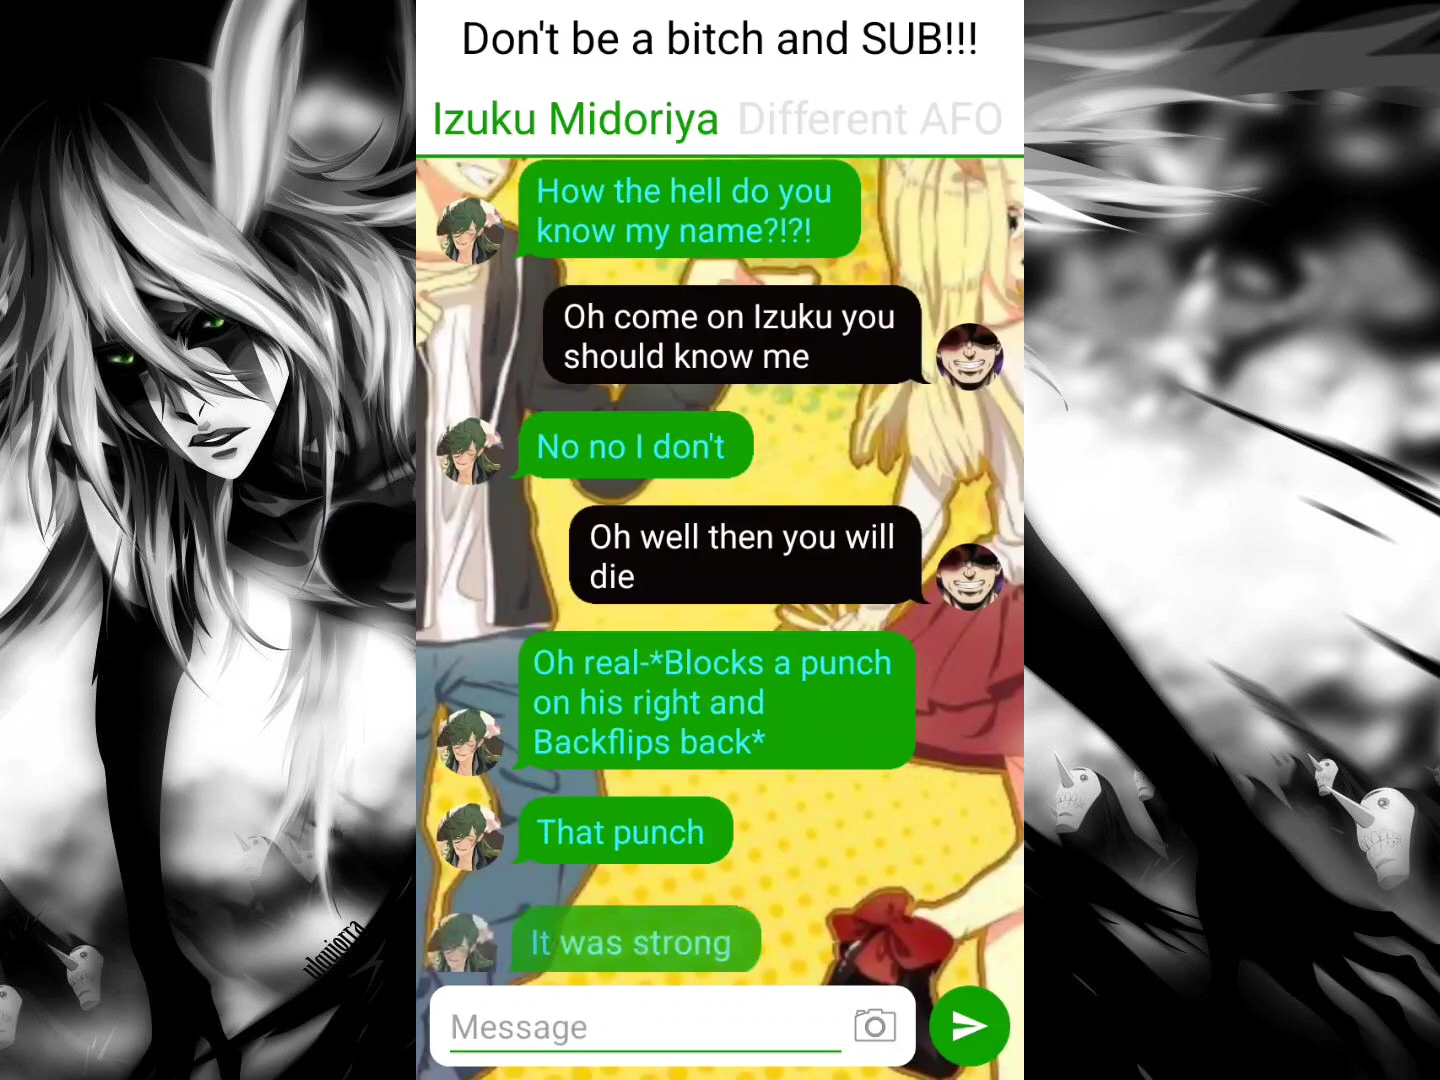 Don't be a bitch and SUB!!!
Izuku Midoriya Different AFO
How the hell do you
know my name?!?!
Oh come on Izuku you
should know me
No no I don't
Oh well then you will
die
Oh real-*Blocks a punch
on his right and
Backflips back*
That punch
It was strong
Message
ulquiorra